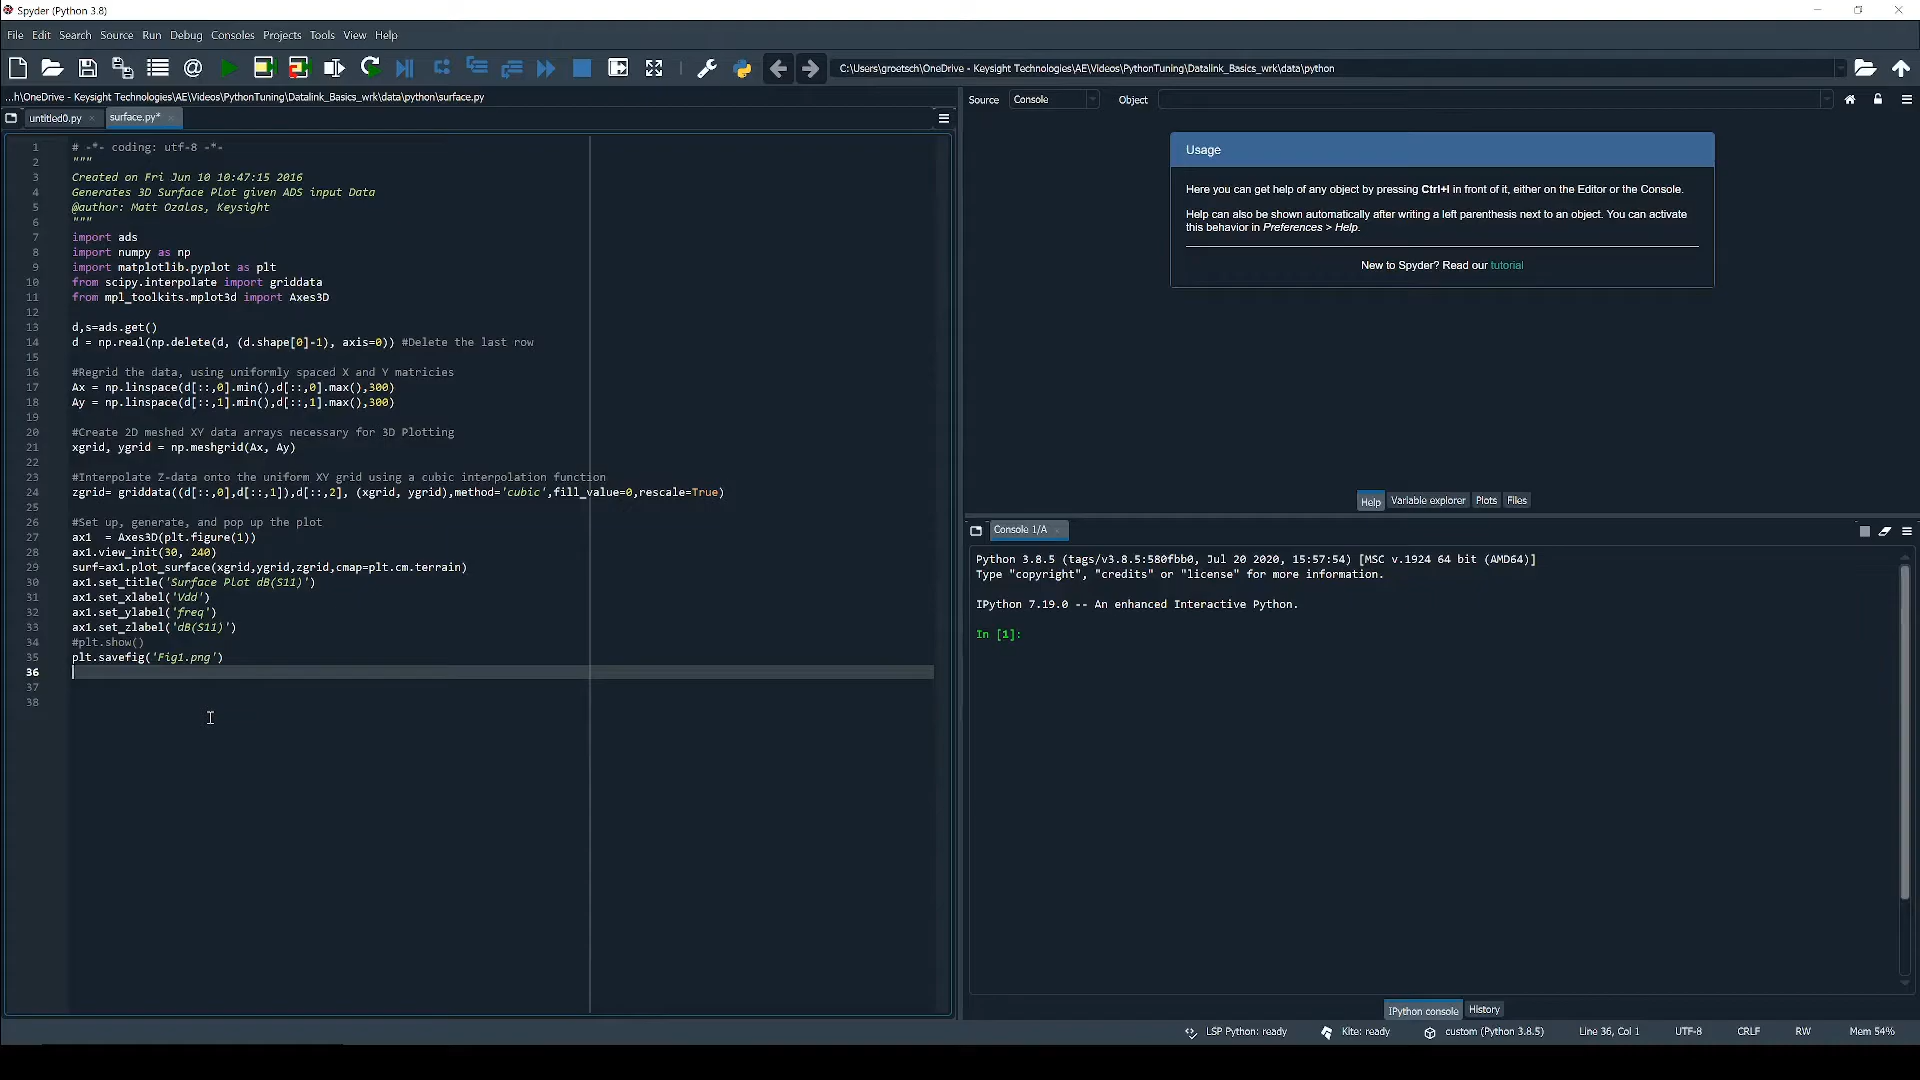 Spyder (Python 3.8)
File Edit Search Source Run Debug Consoles Projects Tools View Help
C:\Users\groetsch\OneDrive - Keysight Technologies\AE\Videos\PythonTuning\Datalink_Basics_wrk\data\python
...h\OneDrive - Keysight Technologies\AE\Videos\PythonTuning\Datalink_Basics_wrk\data\python\surface.py
untitled0.py
surface.py*
1 # -*- coding: utf-8 -*-
2 """
3 Created on Fri Jun 10 10:47:15 2016
4 Generates 3D Surface Plot given ADS input Data
5 @author: Matt Ozalas, Keysight
6 """
7 import ads
8 import numpy as np
9 import matplotlib.pyplot as plt
10 from scipy.interpolate import griddata
11 from mpl_toolkits.mplot3d import Axes3D
12
13 d,s=ads.get()
14 d = np.real(np.delete(d, (d.shape[0]-1), axis=0)) #Delete the last row
15
16 #Regrid the data, using uniformly spaced X and Y matricies
17 Ax = np.linspace(d[::,0].min(),d[::,0].max(),300)
18 Ay = np.linspace(d[::,1].min(),d[::,1].max(),300)
19
20 #Create 2D meshed XY data arrays necessary for 3D Plotting
21 xgrid, ygrid = np.meshgrid(Ax, Ay)
22
23 #Interpolate Z-data onto the uniform XY grid using a cubic interpolation function
24 zgrid= griddata((d[::,0],d[::,1]),d[::,2], (xgrid, ygrid),method='cubic',fill_value=0,rescale=True)
25
26 #Set up, generate, and pop up the plot
27 ax1  = Axes3D(plt.figure(1))
28 ax1.view_init(30, 240)
29 surf=ax1.plot_surface(xgrid,ygrid,zgrid,cmap=plt.cm.terrain)
30 ax1.set_title('Surface Plot dB(S11)')
31 ax1.set_xlabel('Vdd')
32 ax1.set_ylabel('freq')
33 ax1.set_zlabel('dB(S11)')
34 #plt.show()
35 plt.savefig('Fig1.png')
36
37
38
Source Console Object
Usage
Here you can get help of any object by pressing Ctrl+I in front of it, either on the Editor or the Console.
Help can also be shown automatically after writing a left parenthesis next to an object. You can activate
this behavior in Preferences > Help.
New to Spyder? Read our tutorial
Help Variable explorer Plots Files
Console 1/A
Python 3.8.5 (tags/v3.8.5:580fbb0, Jul 20 2020, 15:57:54) [MSC v.1924 64 bit (AMD64)]
Type "copyright", "credits" or "license" for more information.
IPython 7.19.0 -- An enhanced Interactive Python.
In [1]:
IPython console History
LSP Python: ready Kite: ready custom (Python 3.8.5) Line 36, Col 1 UTF-8 CRLF RW Mem 54%